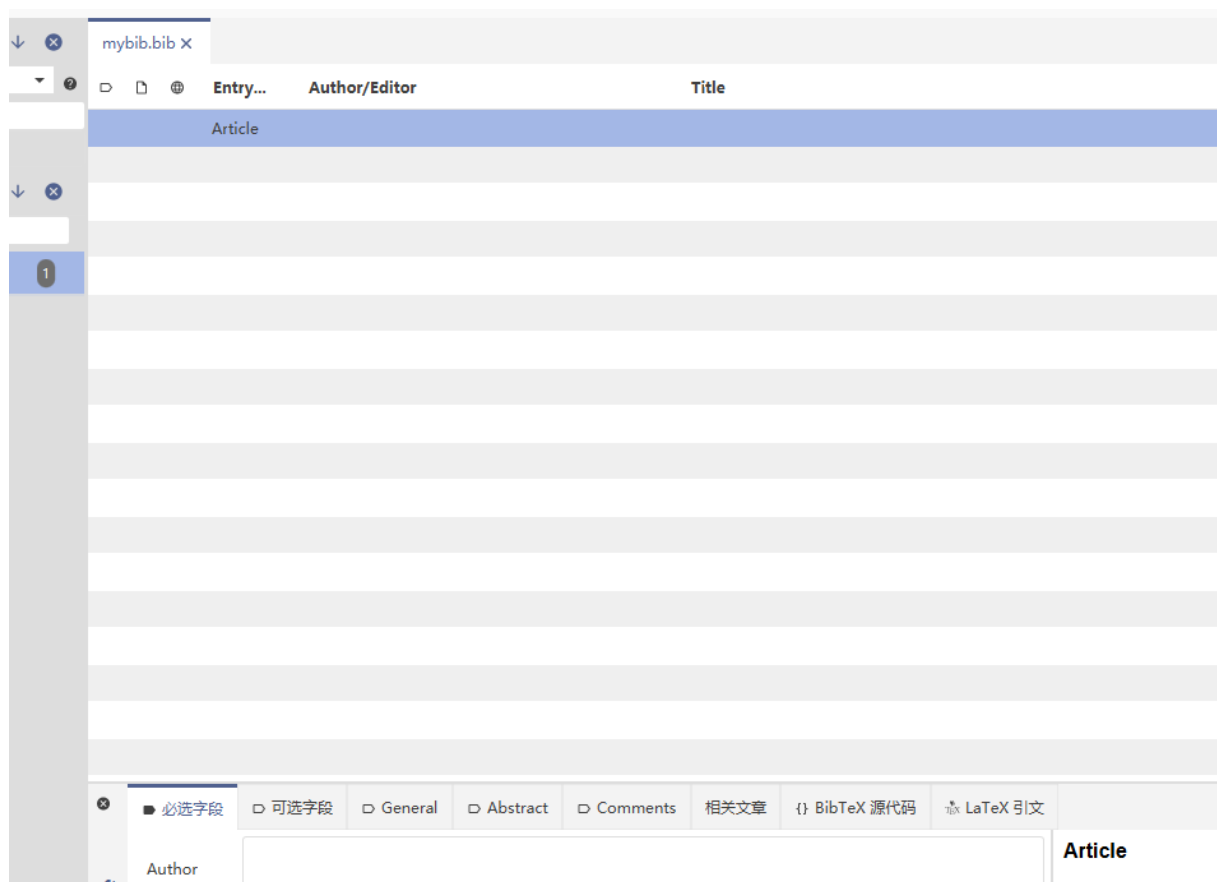 mybib.bib
Entry... Author/Editor Title
Article
1
必选字段 可选字段 General Abstract Comments 相关文章 {} BibTeX 源代码 LaTeX 引文
Author
Article